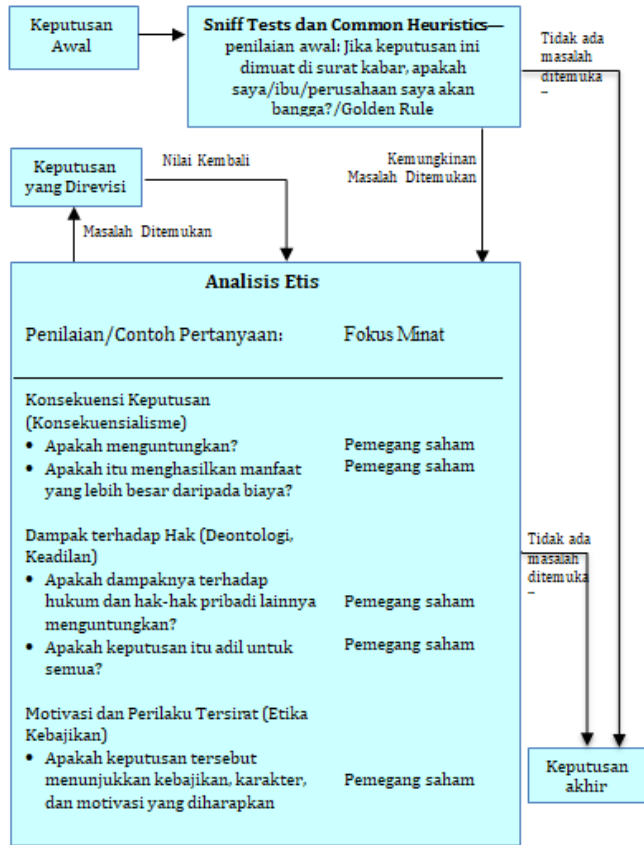 Keputusan
Awal
Sniff Tests dan Common Heuristics—
penilaian awal: Jika keputusan ini
dimuat di surat kabar, apakah
saya/ibu/perusahaan saya akan
bangga?/Golden Rule
Tidak ada
masalah
ditemuka
–
Keputusan
yang Direvisi
Nilai Kembali
Kemungkinan
Masalah Ditemukan
Masalah Ditemukan
Analisis Etis
Penilaian/Contoh Pertanyaan:
Fokus Minat
Konsekuensi Keputusan
(Konsekuensialisme)
• Apakah menguntungkan?
Pemegang saham
• Apakah itu menghasilkan manfaat
Pemegang saham
yang lebih besar daripada biaya?
Dampak terhadap Hak (Deontologi,
Keadilan)
• Apakah dampaknya terhadap
hukum dan hak-hak pribadi lainnya
Pemegang saham
menguntungkan?
• Apakah keputusan itu adil untuk
Pemegang saham
semua?
Motivasi dan Perilaku Tersirat (Etika
Kebajikan)
• Apakah keputusan tersebut
menunjukkan kebajikan, karakter,
Pemegang saham
dan motivasi yang diharapkan
Tidak ada
masalah
ditemuka
–
Keputusan
akhir